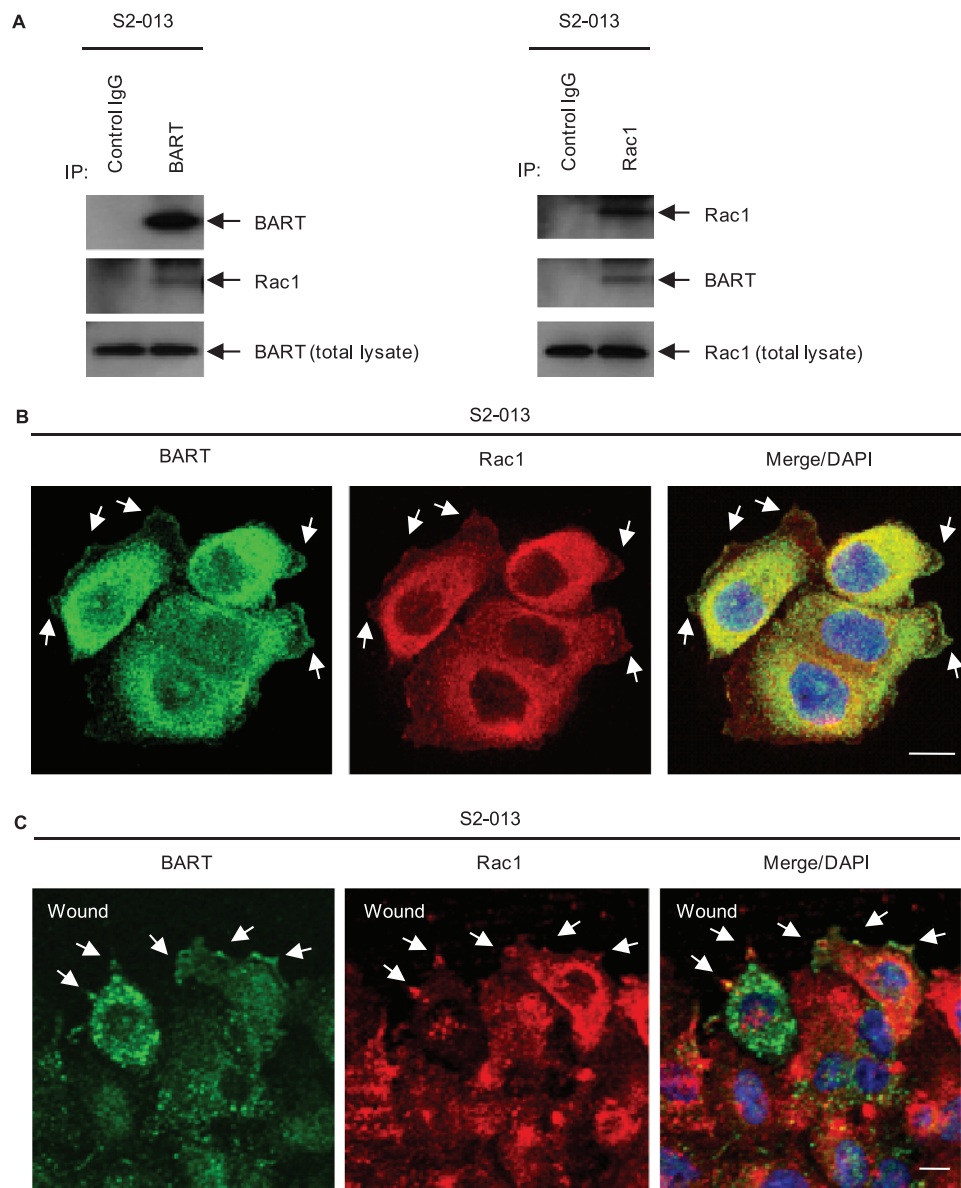 A
S2-013
S2-013
Control IgG
BART
Control IgG
Rac1
IP:
IP:
BART
Rac1
Rac1
BART
BART (total lysate)
Rac1 (total lysate)
B
S2-013
BART
Rac1
Merge/DAPI
C
S2-013
BART
Rac1
Merge/DAPI
Wound
Wound
Wound